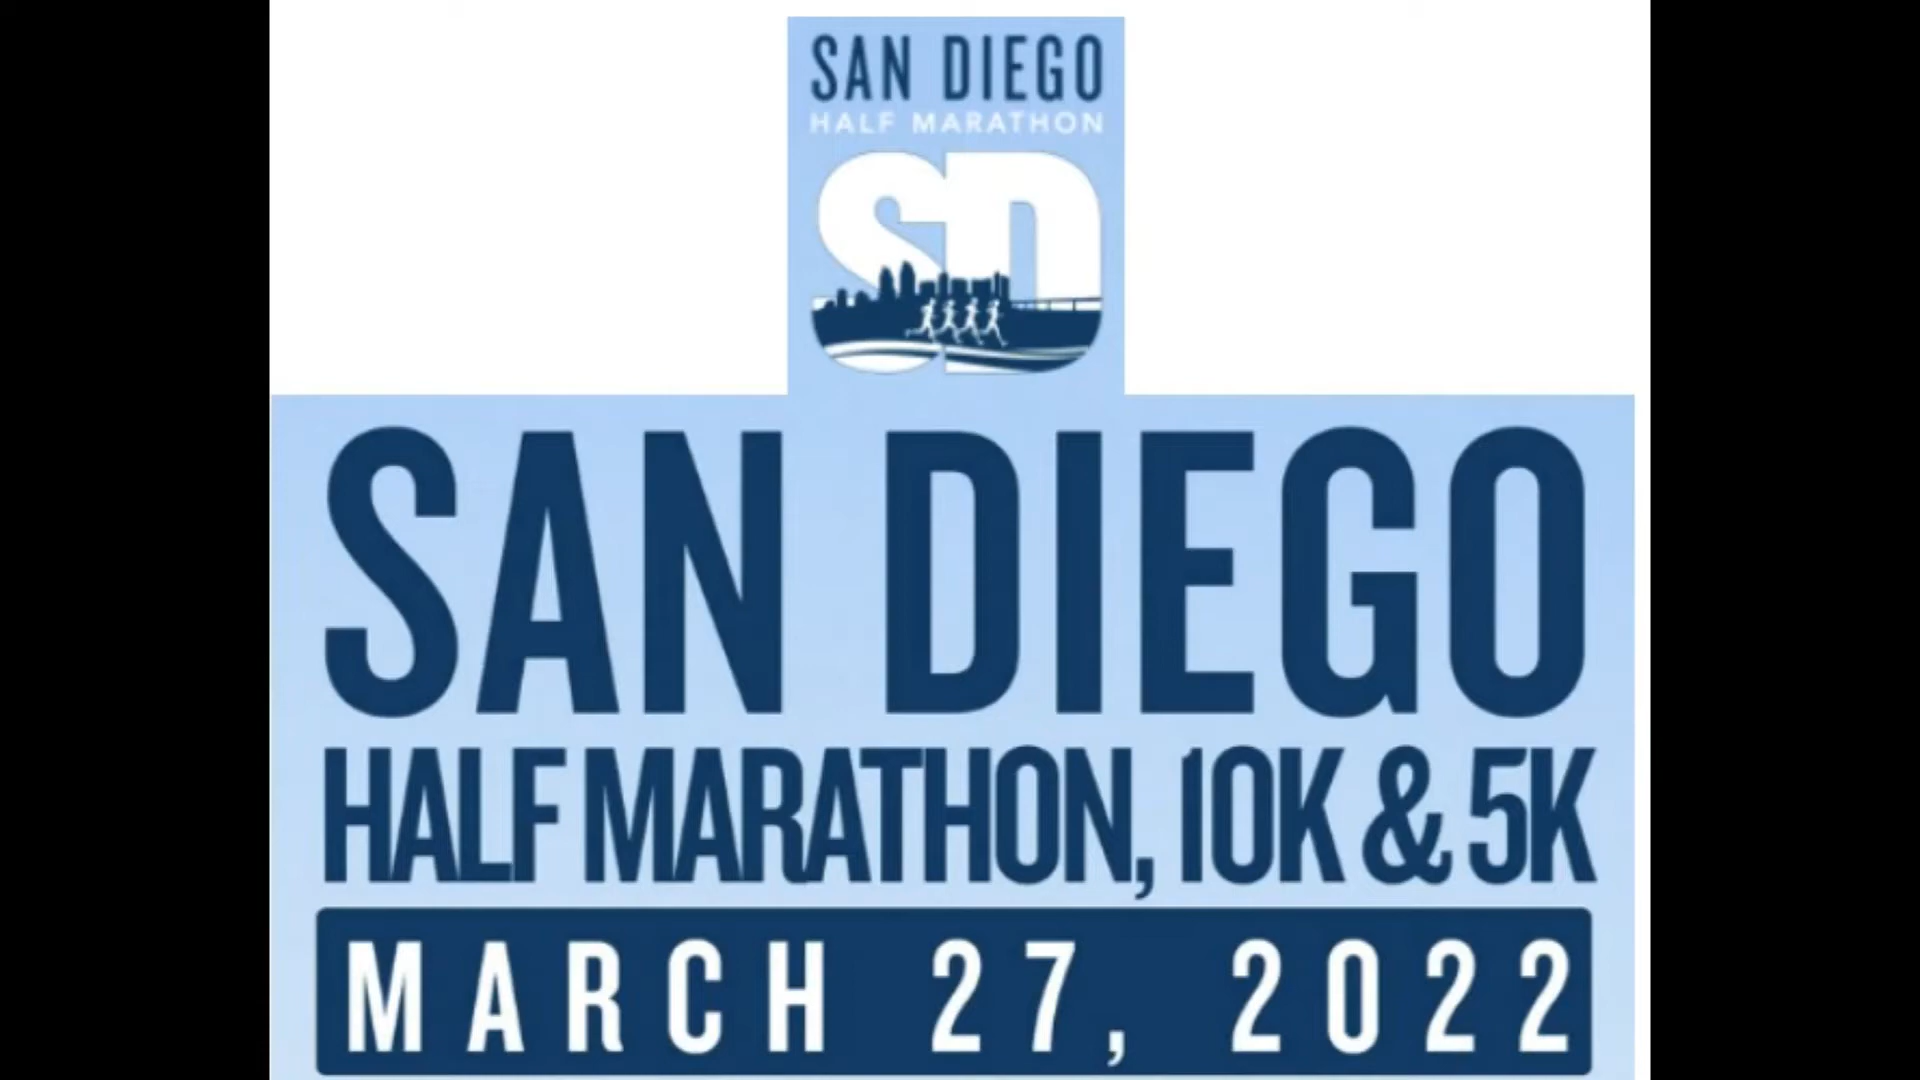 SAN DIEGO
HALF MARATHON
SD
SAN DIEGO
HALF MARATHON, 10K & 5K
MARCH 27, 2022